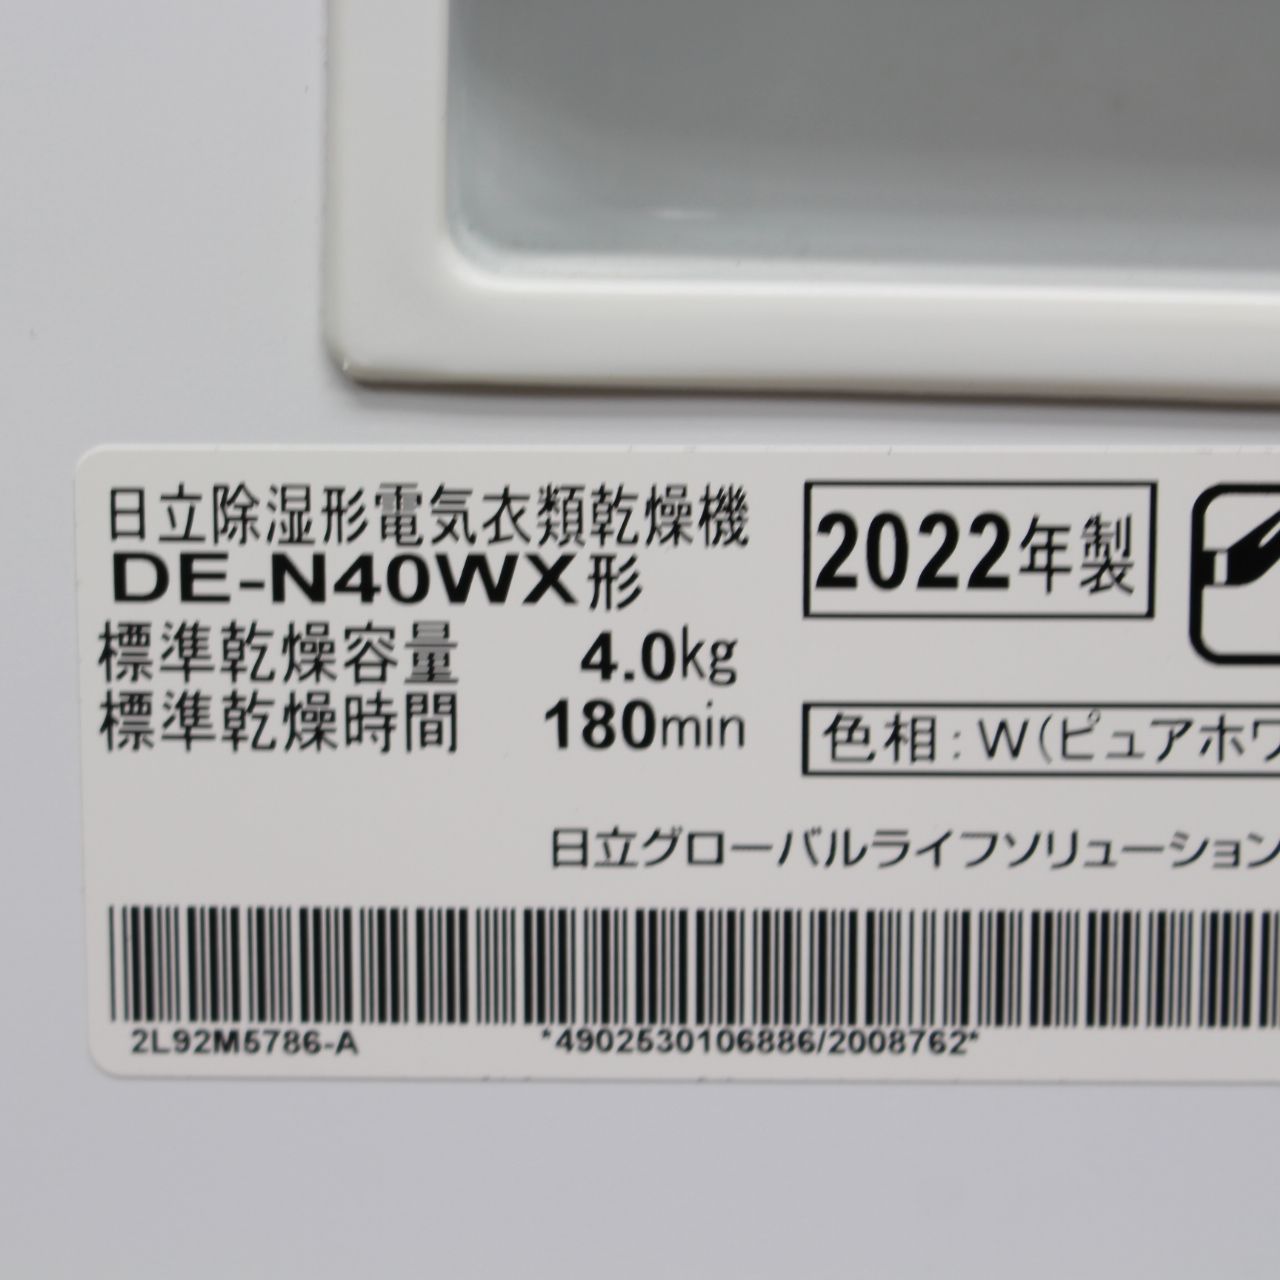 日立除湿形電気衣類乾燥機
DE-N40WX形
2022年製
標準乾燥容量 4.0kg
標準乾燥時間 180min
色相:W(ピュアホワ
日立グローバルライフソリューション
2L92M5786-A *4902530106886/2008762*